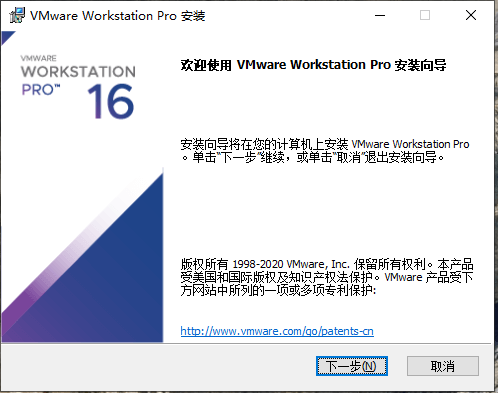 VMware Workstation Pro 安装
VMWARE
WORKSTATION
PRO™ 16
欢迎使用 VMware Workstation Pro 安装向导
安装向导将在您的计算机上安装 VMware Workstation Pro
。单击“下一步”继续，或单击“取消”退出安装向导。
版权所有 1998-2020 VMware, Inc. 保留所有权利。本产品
受美国和国际版权及知识产权法保护。VMware 产品受下
方网站中所列的一项或多项专利保护:
http://www.vmware.com/go/patents-cn
下一步(N)
取消